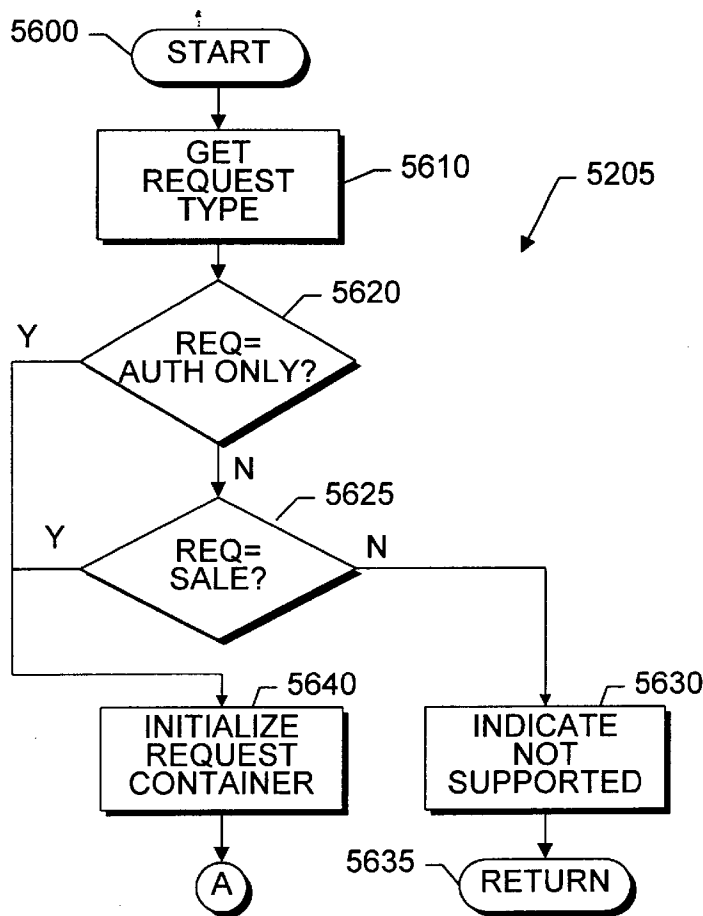 5600
START
GET
REQUEST
TYPE
5610
5205
5620
Y
REQ=
AUTH ONLY?
N
5625
Y
REQ=
SALE?
N
5640
INITIALIZE
REQUEST
CONTAINER
5630
INDICATE
NOT
SUPPORTED
A
5635
RETURN